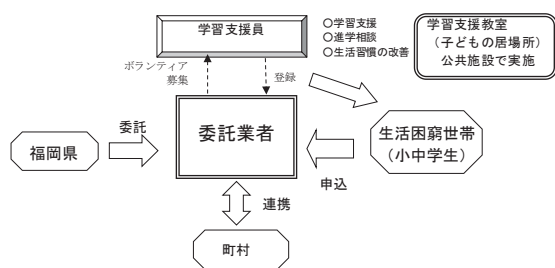 学習支援員
○学習支援
○進学相談
○生活習慣の改善
学習支援教室
(子どもの居場所)
公共施設で実施
ボランティア
募集
登録
委託
福岡県
委託業者
生活困窮世帯
(小中学生)
申込
連携
町村